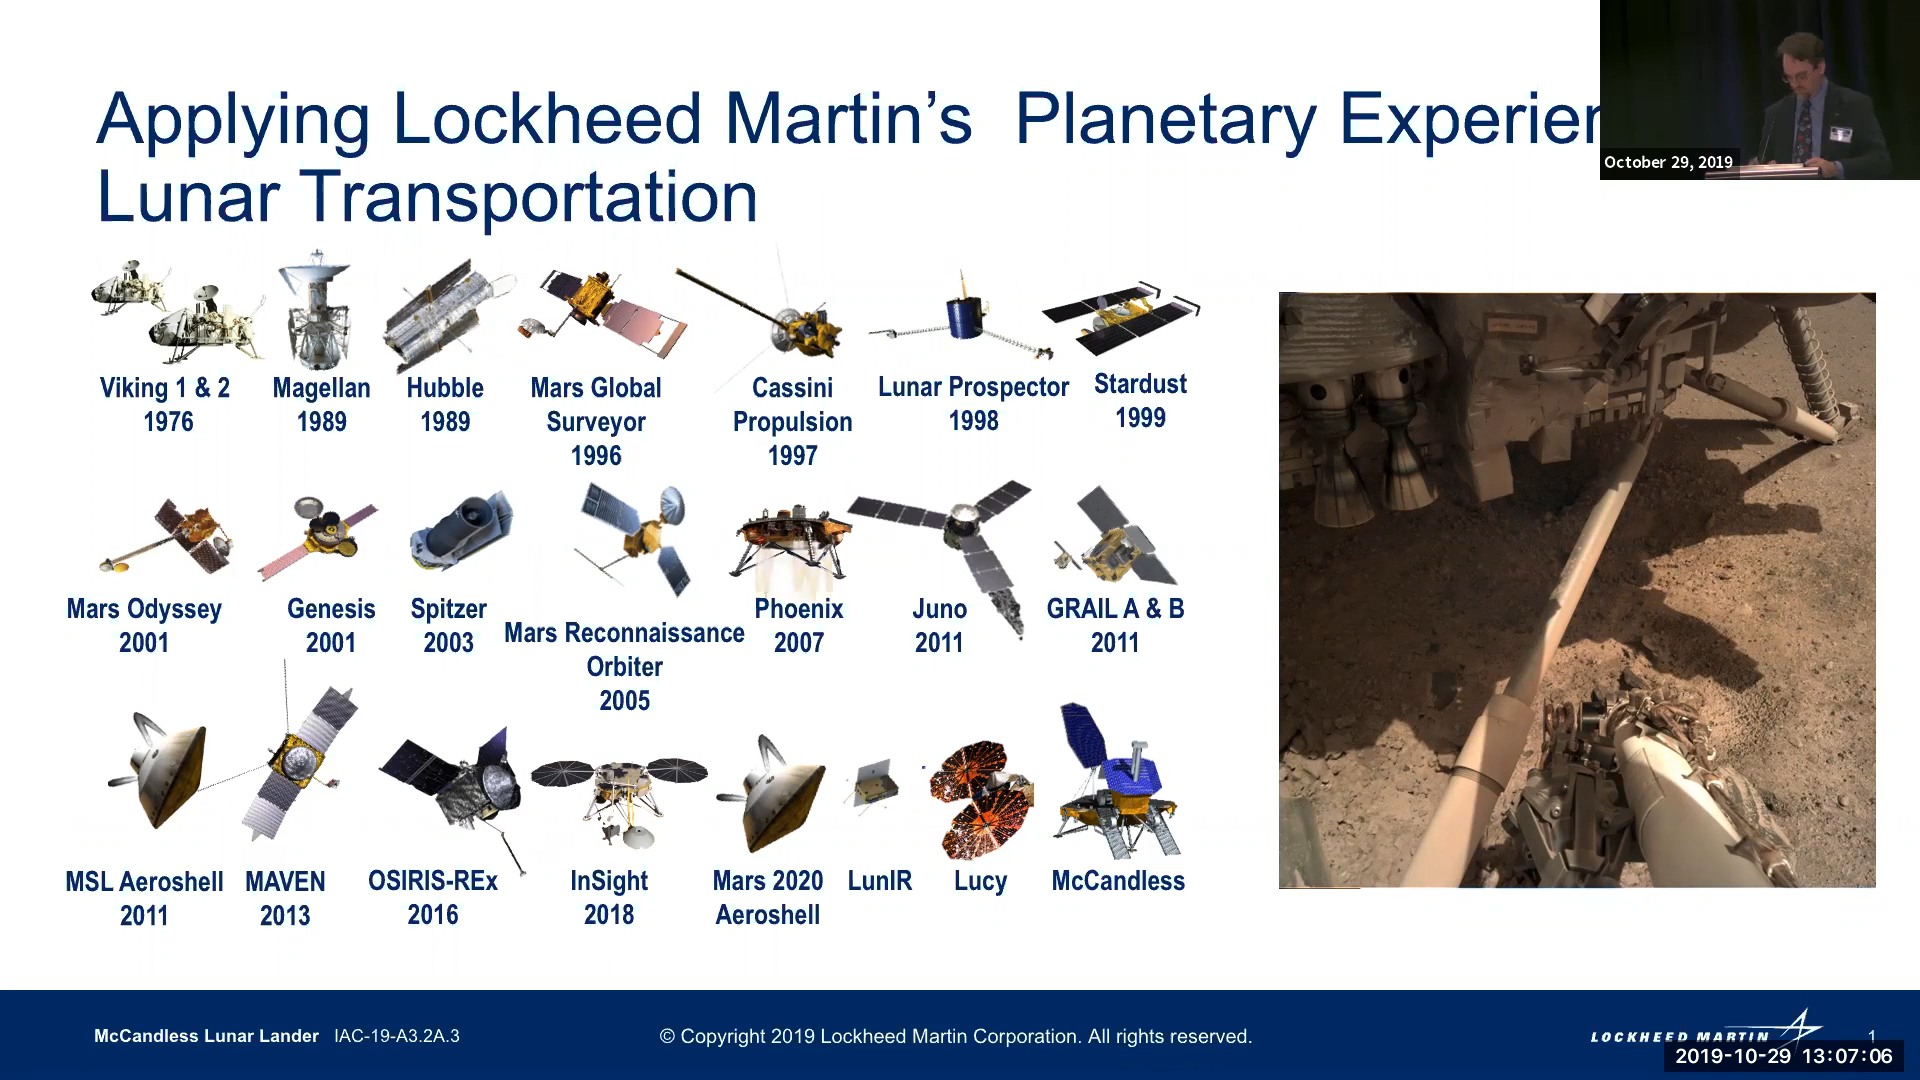 Applying Lockheed Martin’s Planetary Experien
Lunar Transportation
October 29, 2019
Viking 1 & 2
1976
Magellan
1989
Hubble
1989
Mars Global
Surveyor
1996
Cassini
Propulsion
1997
Lunar Prospector
1998
Stardust
1999
Mars Odyssey
2001
Genesis
2001
Spitzer
2003
Mars Reconnaissance
Orbiter
2005
Phoenix
2007
Juno
2011
GRAIL A & B
2011
MSL Aeroshell
2011
MAVEN
2013
OSIRIS-REx
2016
InSight
2018
Mars 2020
Aeroshell
LunIR
Lucy
McCandless
McCandless Lunar Lander IAC-19-A3.2A.3
© Copyright 2019 Lockheed Martin Corporation. All rights reserved.
LOCKHEED MARTIN
1
2019-10-29 13:07:06